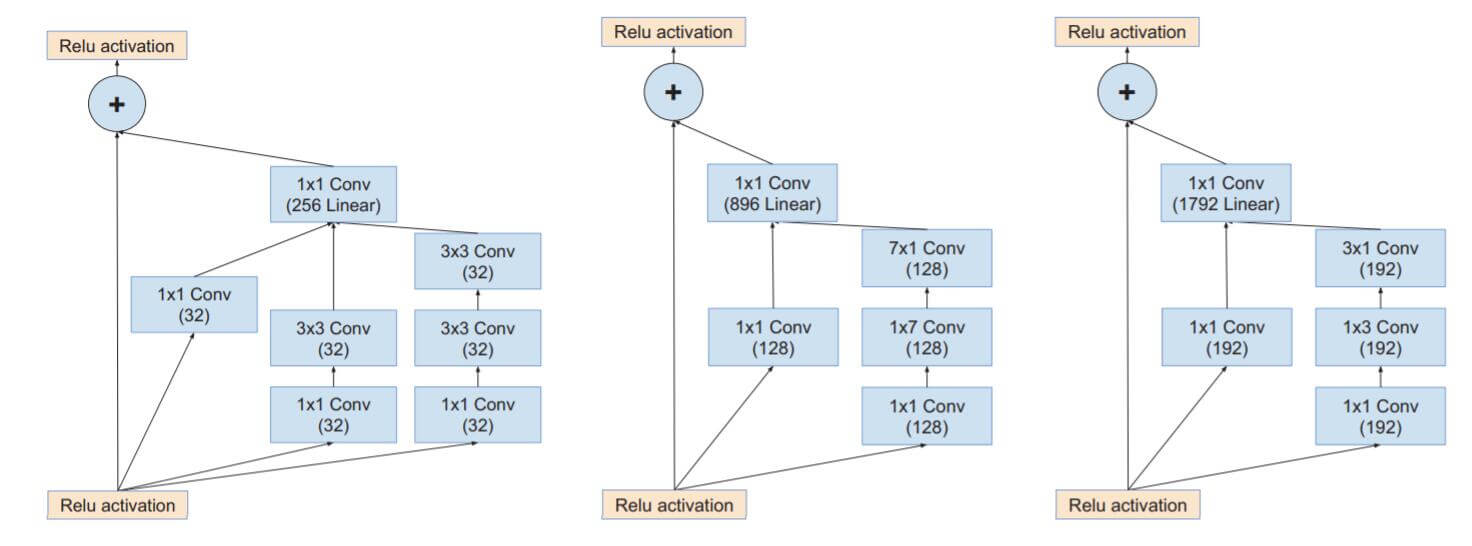 Relu activation
+
1x1 Conv
(256 Linear)
3x3 Conv
(32)
1x1 Conv
(32)
3x3 Conv
(32)
3x3 Conv
(32)
1x1 Conv
(32)
1x1 Conv
(32)
Relu activation
Relu activation
+
1x1 Conv
(896 Linear)
7x1 Conv
(128)
1x1 Conv
(128)
1x7 Conv
(128)
1x1 Conv
(128)
Relu activation
Relu activation
+
1x1 Conv
(1792 Linear)
3x1 Conv
(192)
1x1 Conv
(192)
1x3 Conv
(192)
1x1 Conv
(192)
Relu activation